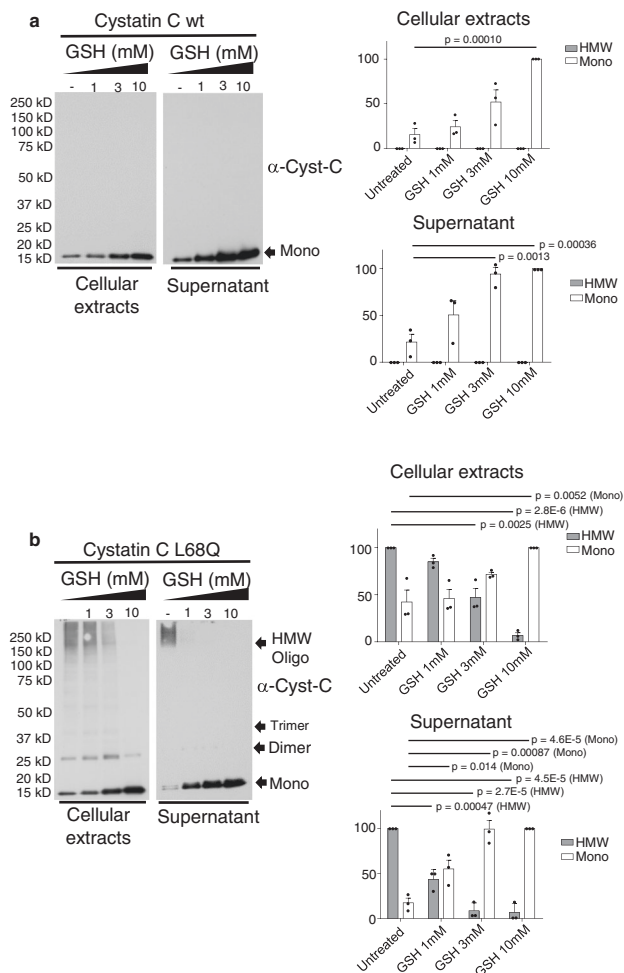 a
Cystatin C wt
GSH (mM)
GSH (mM)
- 1 3 10
- 1 3 10
250 kD
150 kD
100 kD
75 kD
50 kD
37 kD
25 kD
20 kD
15 kD
α-Cyst-C
Mono
Cellular
extracts
Supernatant
Cellular extracts
p = 0.00010
HMW
Mono
100
50
0
Untreated
GSH 1mM
GSH 3mM
GSH 10mM
Supernatant
p = 0.00036
p = 0.0013
HMW
Mono
100
50
0
Untreated
GSH 1mM
GSH 3mM
GSH 10mM
b
Cystatin C L68Q
GSH (mM)
GSH (mM)
1 3 10
- 1 3 10
250 kD
150 kD
100 kD
75 kD
50 kD
37 kD
25 kD
20 kD
15 kD
HMW
Oligo
α-Cyst-C
Trimer
Dimer
Mono
Cellular
extracts
Supernatant
Cellular extracts
p = 0.0052 (Mono)
p = 2.8E-6 (HMW)
p = 0.0025 (HMW)
HMW
Mono
100
50
0
Untreated
GSH 1mM
GSH 3mM
GSH 10mM
Supernatant
p = 4.6E-5 (Mono)
p = 0.00087 (Mono)
p = 0.014 (Mono)
p = 4.5E-5 (HMW)
p = 2.7E-5 (HMW)
p = 0.00047 (HMW)
HMW
Mono
100
50
0
Untreated
GSH 1mM
GSH 3mM
GSH 10mM